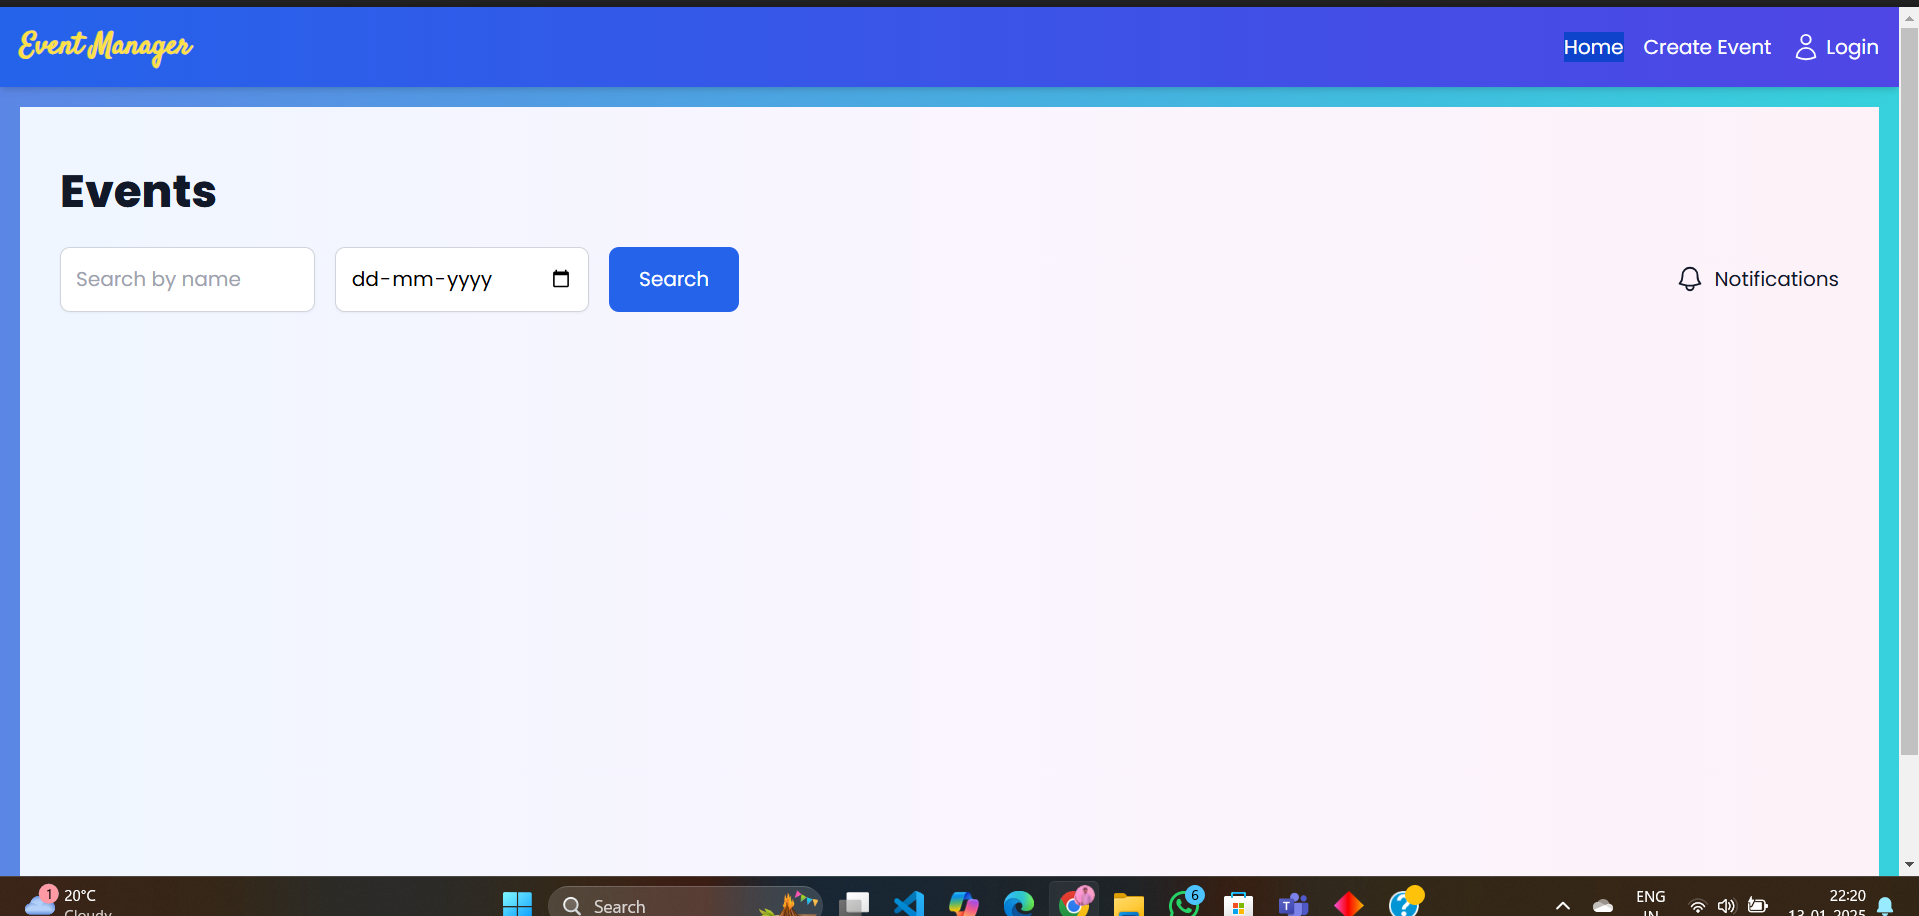 Event Manager
Home Create Event Login
Events
Search by name dd-mm-yyyy Search Notifications
1 20°C
Cloudy
Search
6
T
?
ENG
IN
22:20
13-01-2025